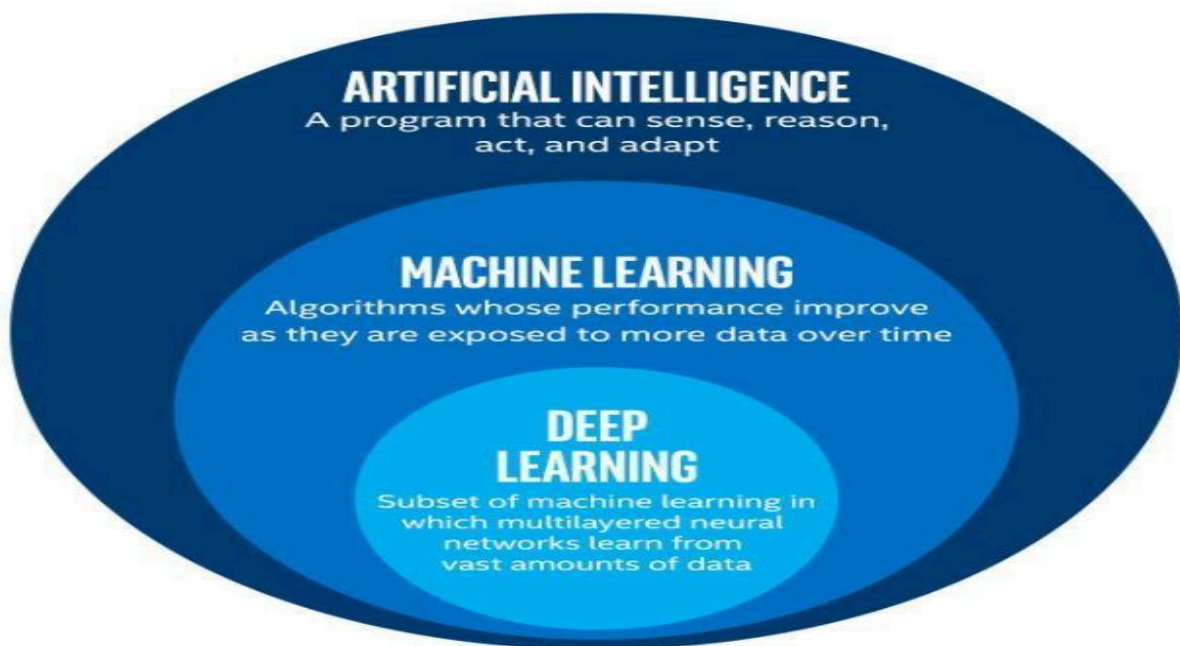 ARTIFICIAL INTELLIGENCE
A program that can sense, reason,
act, and adapt
MACHINE LEARNING
Algorithms whose performance improve
as they are exposed to more data over time
DEEP
LEARNING
Subset of machine learning in
which multilayered neural
networks learn from
vast amounts of data